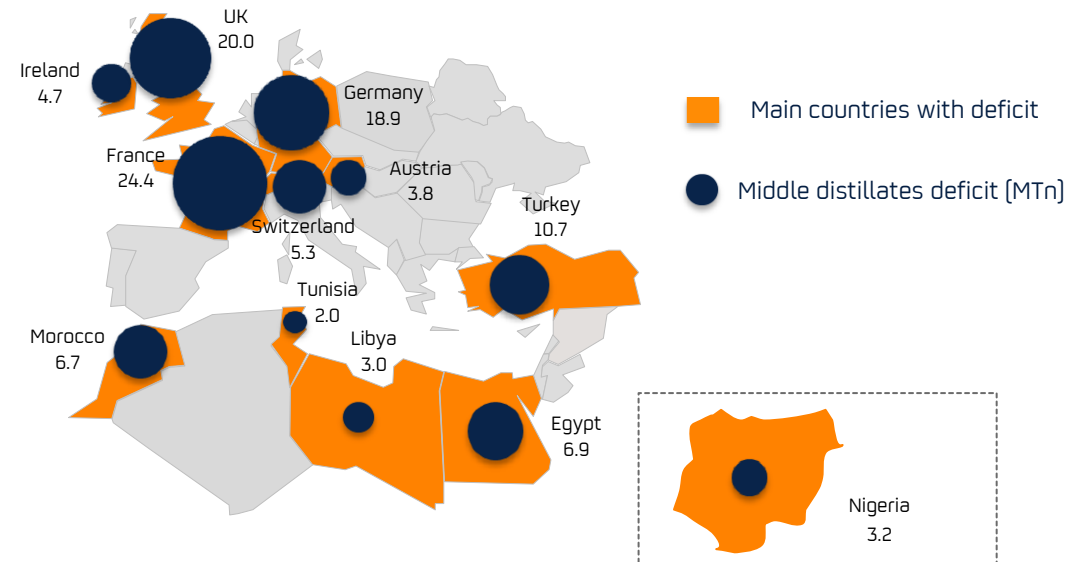 UK
20.0
Ireland
4.7
Germany
18.9
Main countries with deficit
France
24.4
Austria
3.8
Middle distillates deficit (MTn)
Turkey
10.7
Switzerland
5.3
Tunisia
2.0
Morocco
6.7
Libya
3.0
Egypt
6.9
Nigeria
3.2